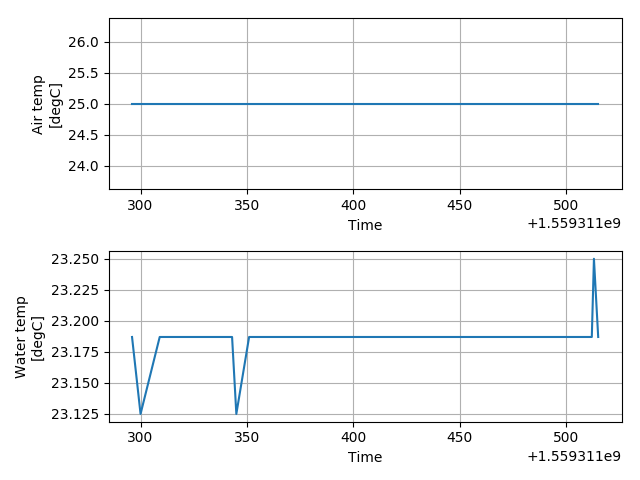 26.0
25.5
25.0
24.5
24.0
Air temp
[degC]
300 350 400 450 500
Time
+1.559311e9
23.250
23.225
23.200
23.175
23.150
23.125
Water temp
[degC]
300 350 400 450 500
Time
+1.559311e9